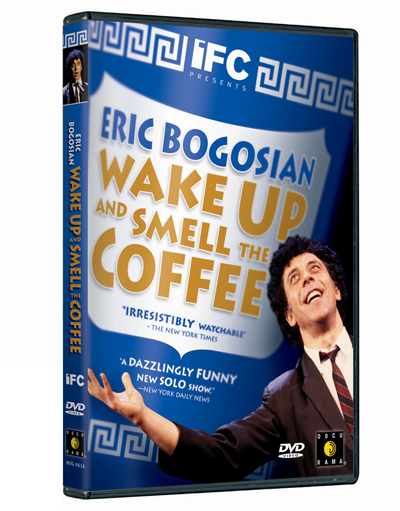 IFC
PRESENTS
ERIC BOGOSIAN
WAKE UP
AND SMELL THE
COFFEE
"IRRESISTIBLY WATCHABLE"
—THE NEW YORK TIMES
"A DAZZLINGLY FUNNY
NEW SOLO SHOW."
—NEW YORK DAILY NEWS
DVD
VIDEO
DOCU
RAMA
ERIC
BOGOSIAN
WAKE UP AND SMELL THE COFFEE
IFC
DVD
VIDEO
DOCU
RAMA